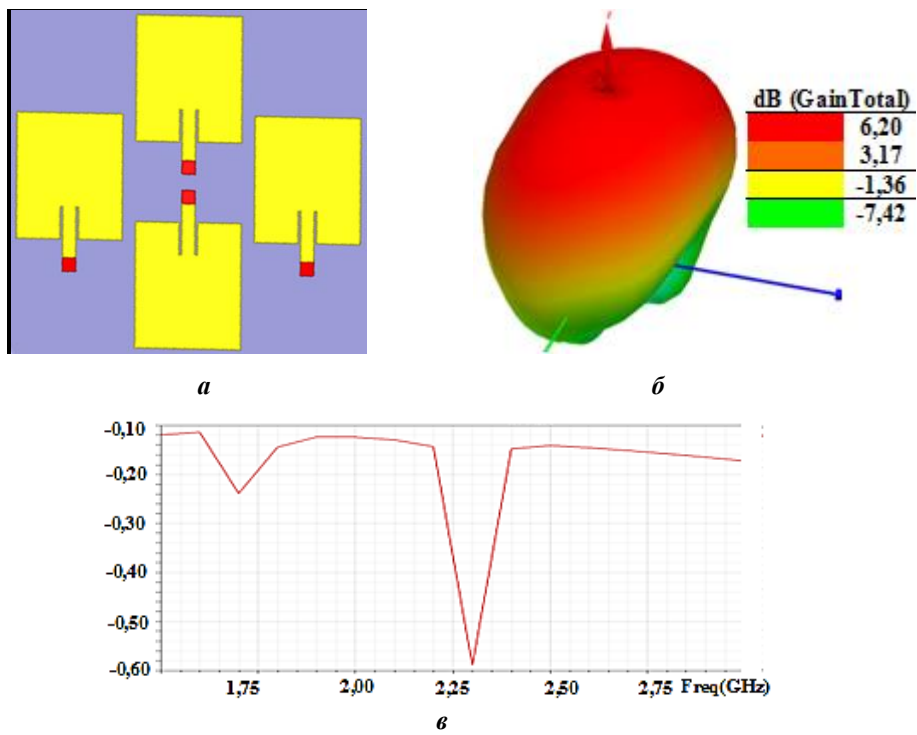 dB (GainTotal)
6,20
3,17
-1,36
-7,42
а
б
-0,10
-0,20
-0,30
-0,40
-0,50
-0,60
1,75 2,00 2,25 2,50 2,75 Freq(GHz)
в